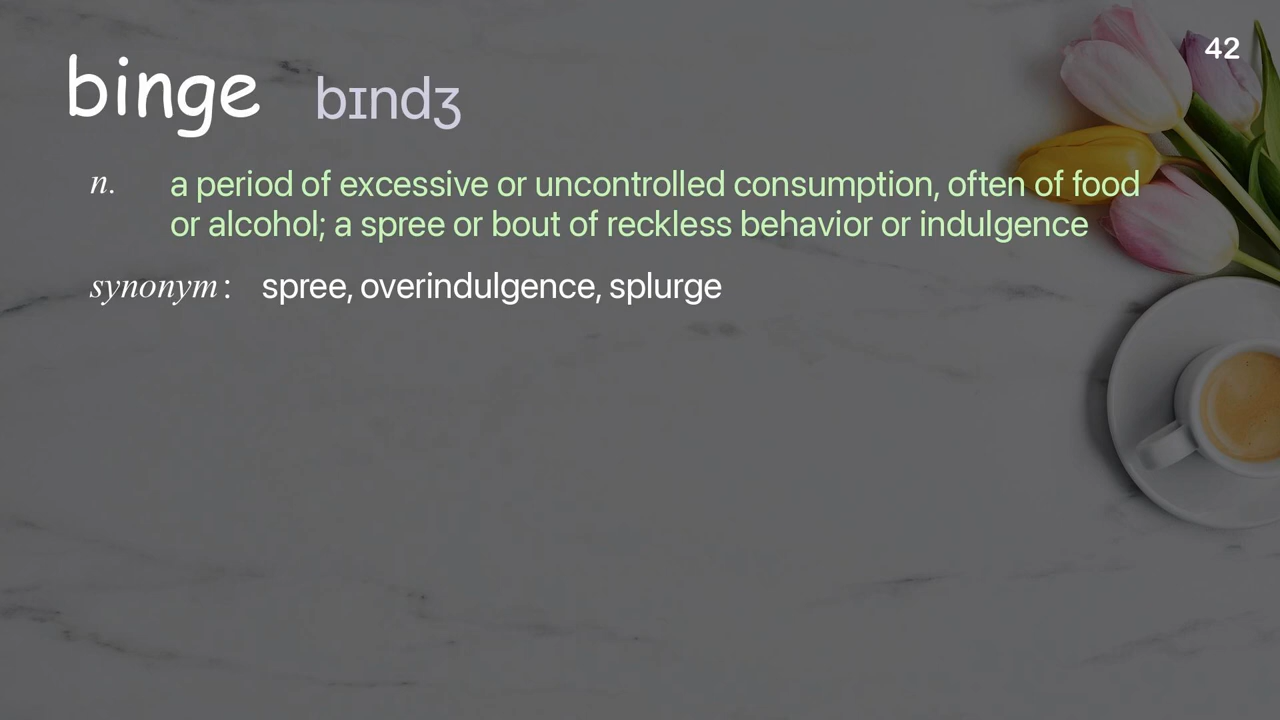 42
binge bɪndʒ
n. a period of excessive or uncontrolled consumption, often of food
or alcohol; a spree or bout of reckless behavior or indulgence
synonym : spree, overindulgence, splurge